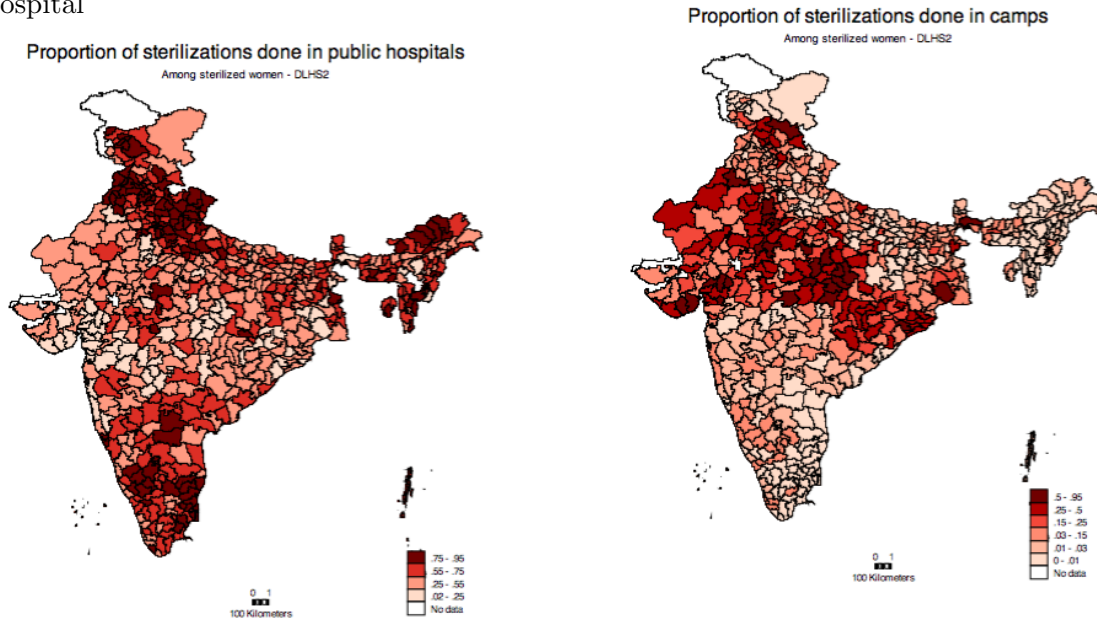 ospital
Proportion of sterilizations done in public hospitals
Among sterilized women - DLHS2
.75 - .95
.55 - .75
.25 - .55
.02 - .25
No data
0 1
100 Kilometers
Proportion of sterilizations done in camps
Among sterilized women - DLHS2
.5 - .95
.25 - .5
.15 - .25
.03 - .15
.01 - .03
0 - .01
No data
0 1
100 Kilometers